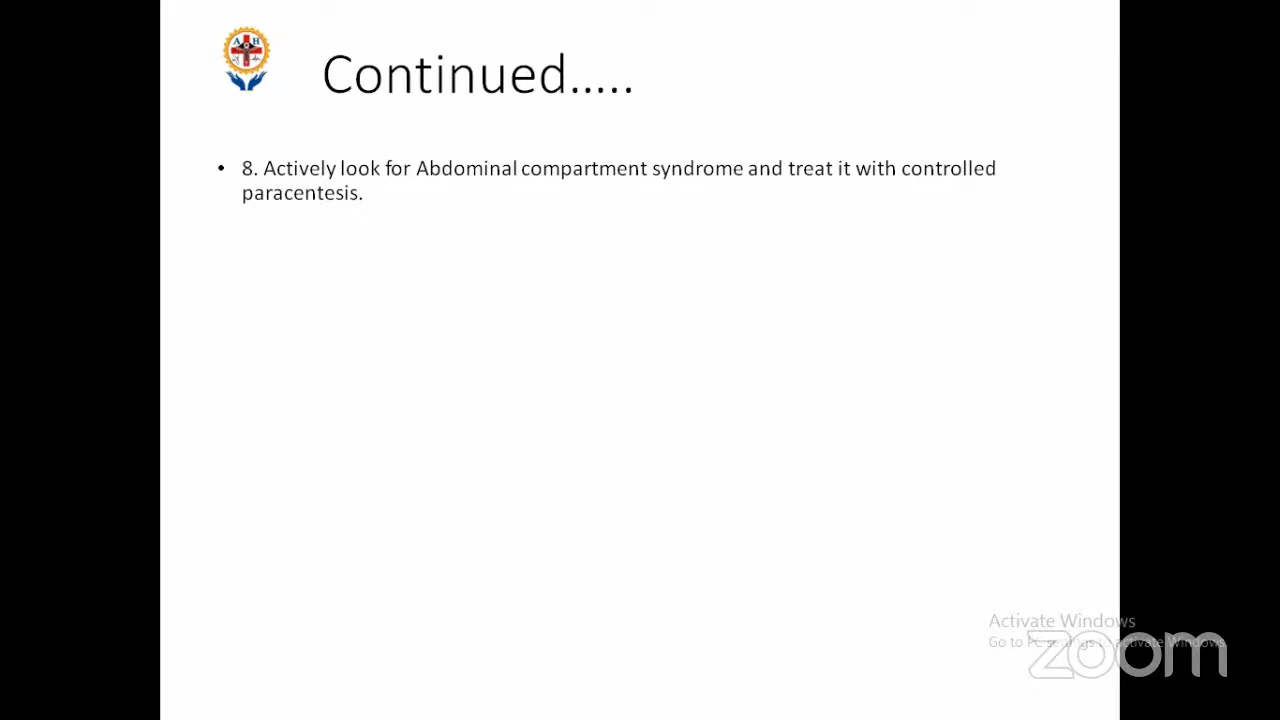 A H
Continued.....
• 8. Actively look for Abdominal compartment syndrome and treat it with controlled
paracentesis.
Activate Windows
Go to PC settings to activate Windows
zoom